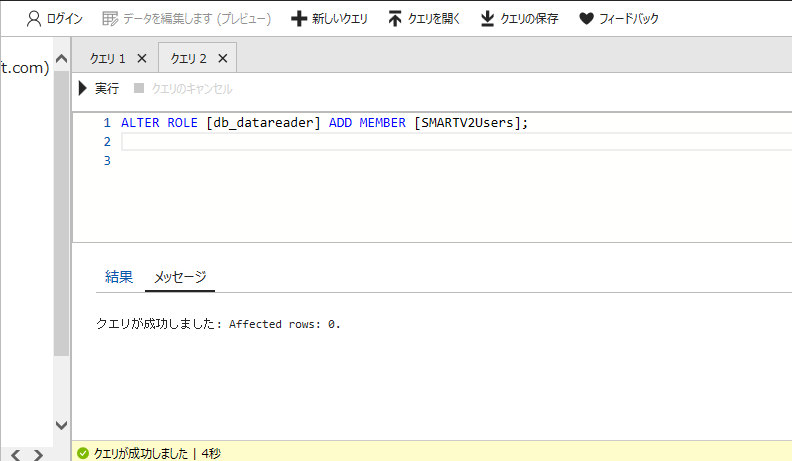 ログイン データを編集します (プレビュー) 新しいクエリ クエリを開く クエリの保存 フィードバック
ft.com)
クエリ 1 × クエリ 2 ×
実行 クエリのキャンセル
1 ALTER ROLE [db_datareader] ADD MEMBER [SMARTV2Users];
2
3
結果 メッセージ
クエリが成功しました: Affected rows: 0.
クエリが成功しました | 4秒